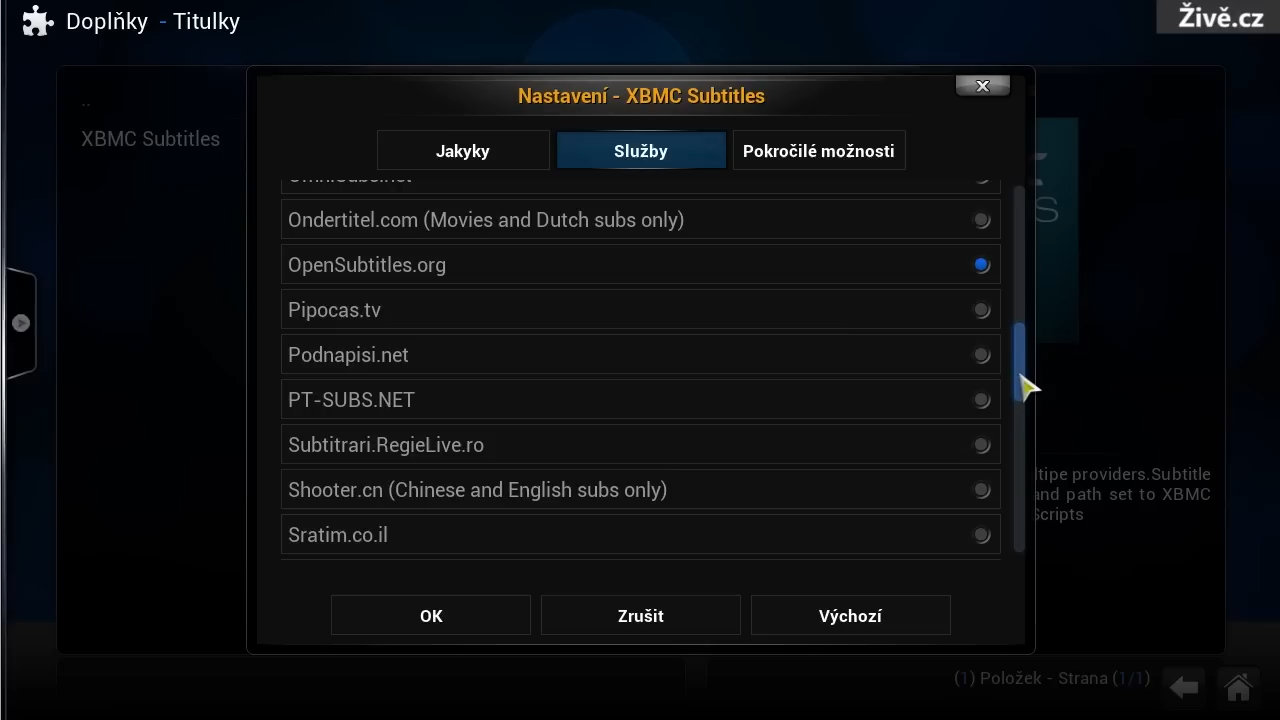 Doplňky - Titulky
Živě.cz
..
XBMC Subtitles
Nastavení - XBMC Subtitles
Jakyky
Služby
Pokročilé možnosti
Ondertitel.com (Movies and Dutch subs only)
OpenSubtitles.org
Pipocas.tv
Podnapisi.net
PT-SUBS.NET
Subtitrari.RegieLive.ro
Shooter.cn (Chinese and English subs only)
Sratim.co.il
OK
Zrušit
Výchozí
providers.Subtitle
path set to XBMC
Scripts
(1) Položek - Strana (1/1)